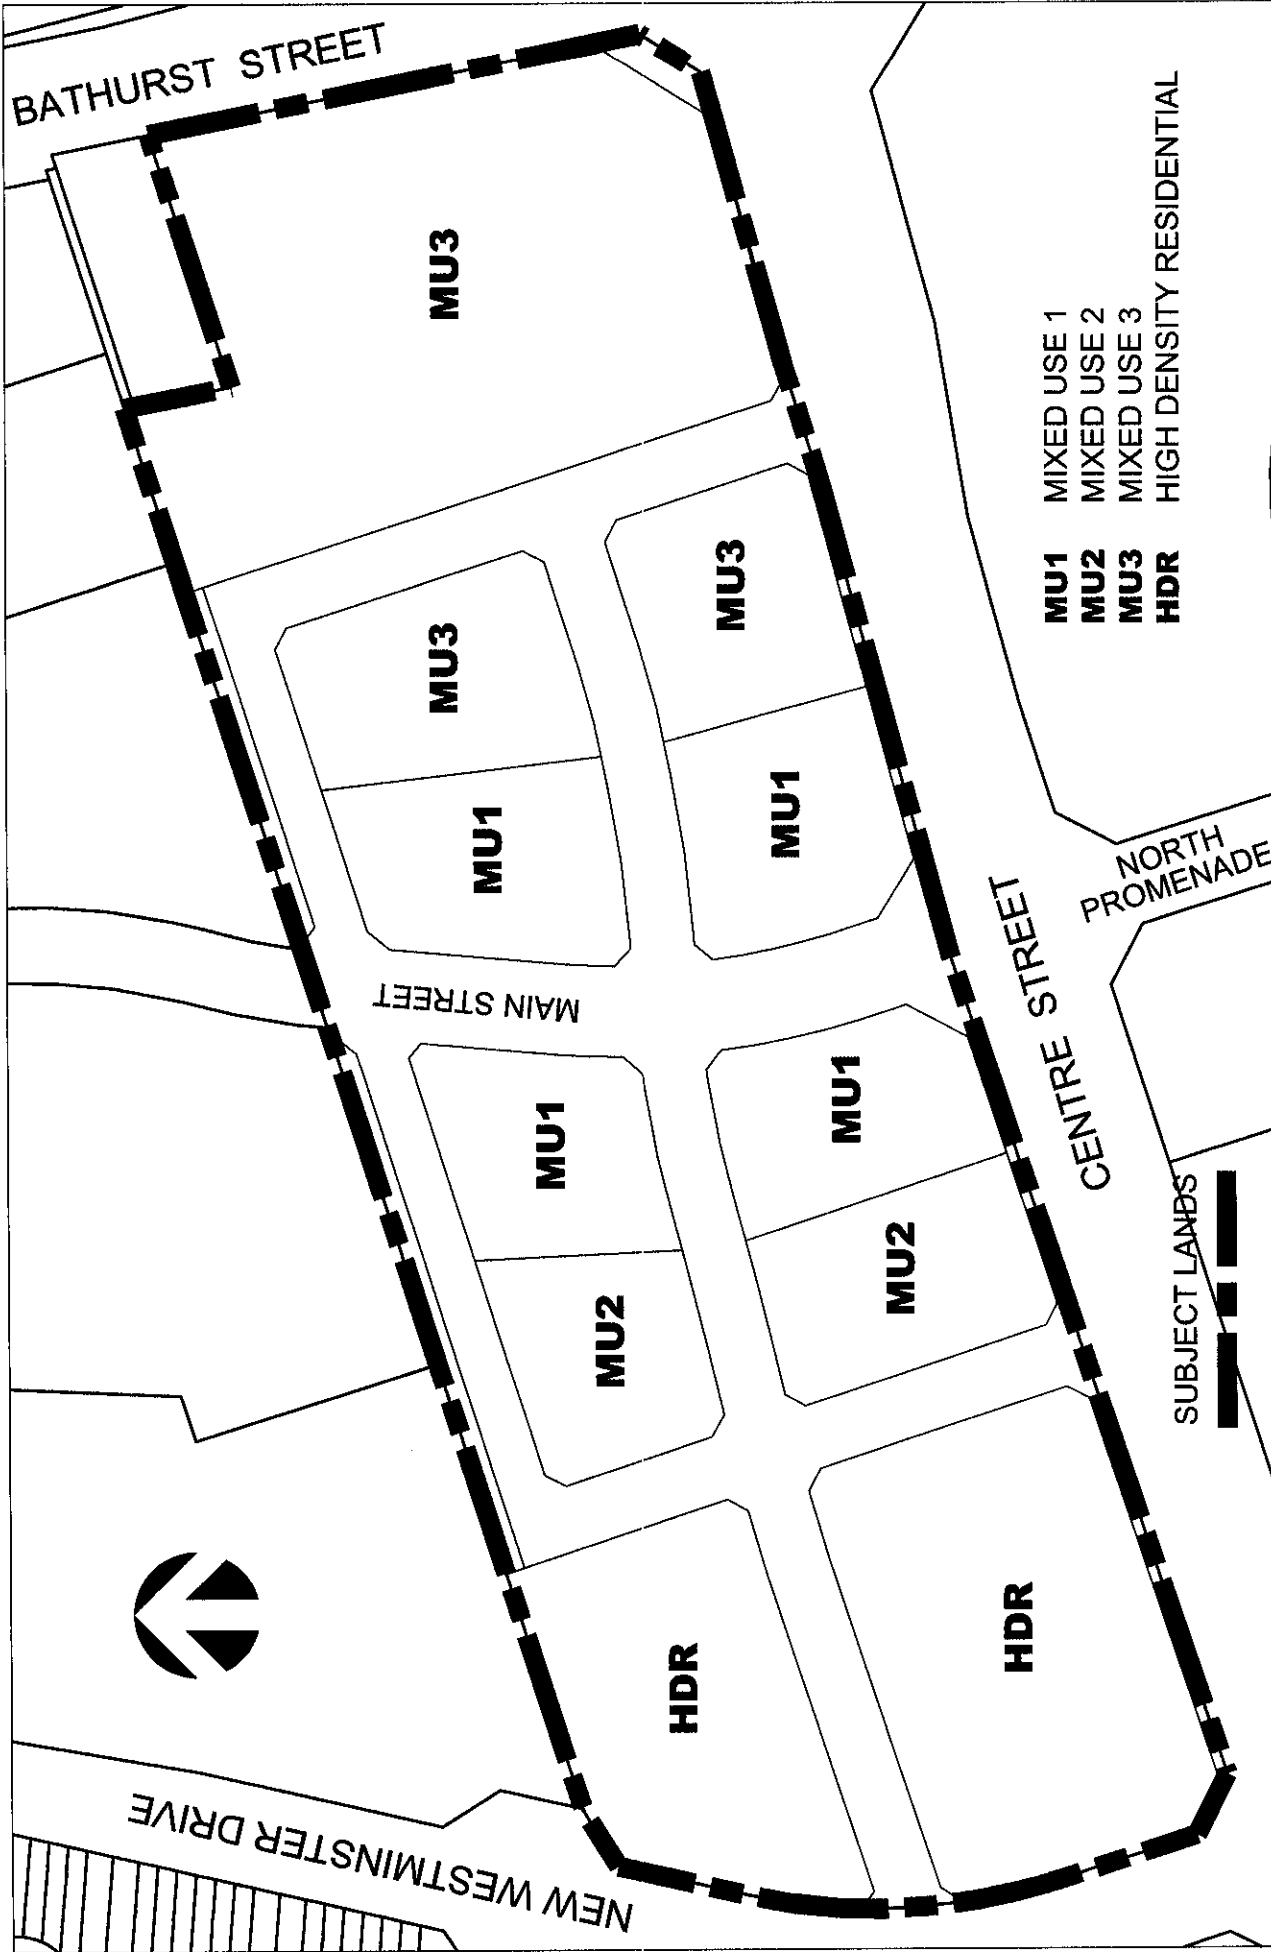 NEW WESTMINSTER DRIVE
BATHURST STREET
MAIN STREET
CENTRE STREET
NORTH
PROMENADE
HDR
HDR
MU2
MU2
MU1
MU1
MU1
MU1
MU3
MU3
MU3
SUBJECT LANDS
MU1 MIXED USE 1
MU2 MIXED USE 2
MU3 MIXED USE 3
HDR HIGH DENSITY RESIDENTIAL